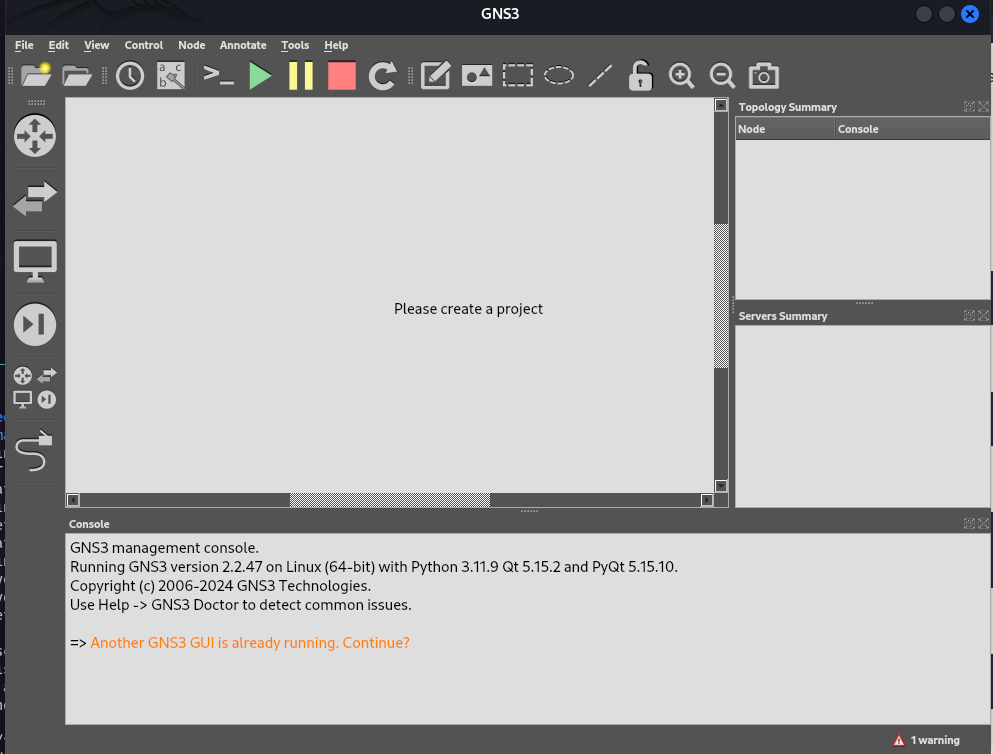 GNS3
File Edit View Control Node Annotate Tools Help
a c
b
Topology Summary
Node Console
Please create a project
Servers Summary
Console
GNS3 management console.
Running GNS3 version 2.2.47 on Linux (64-bit) with Python 3.11.9 Qt 5.15.2 and PyQt 5.15.10.
Copyright (c) 2006-2024 GNS3 Technologies.
Use Help -> GNS3 Doctor to detect common issues.
=> Another GNS3 GUI is already running. Continue?
1 warning